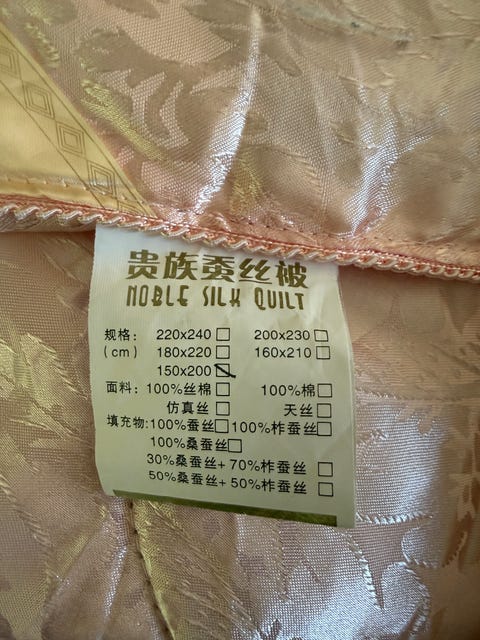 贵族蚕丝被
NOBLE SILK QUILT
规格: 220x240□ 200x230□
(cm) 180x220□ 160x210□
150x200☑
面料: 100%丝棉□ 100%棉□
仿真丝□ 天丝□
填充物:100%蚕丝□ 100%柞蚕丝□
100%桑蚕丝□
30%桑蚕丝+70%柞蚕丝□
50%桑蚕丝+50%柞蚕丝□